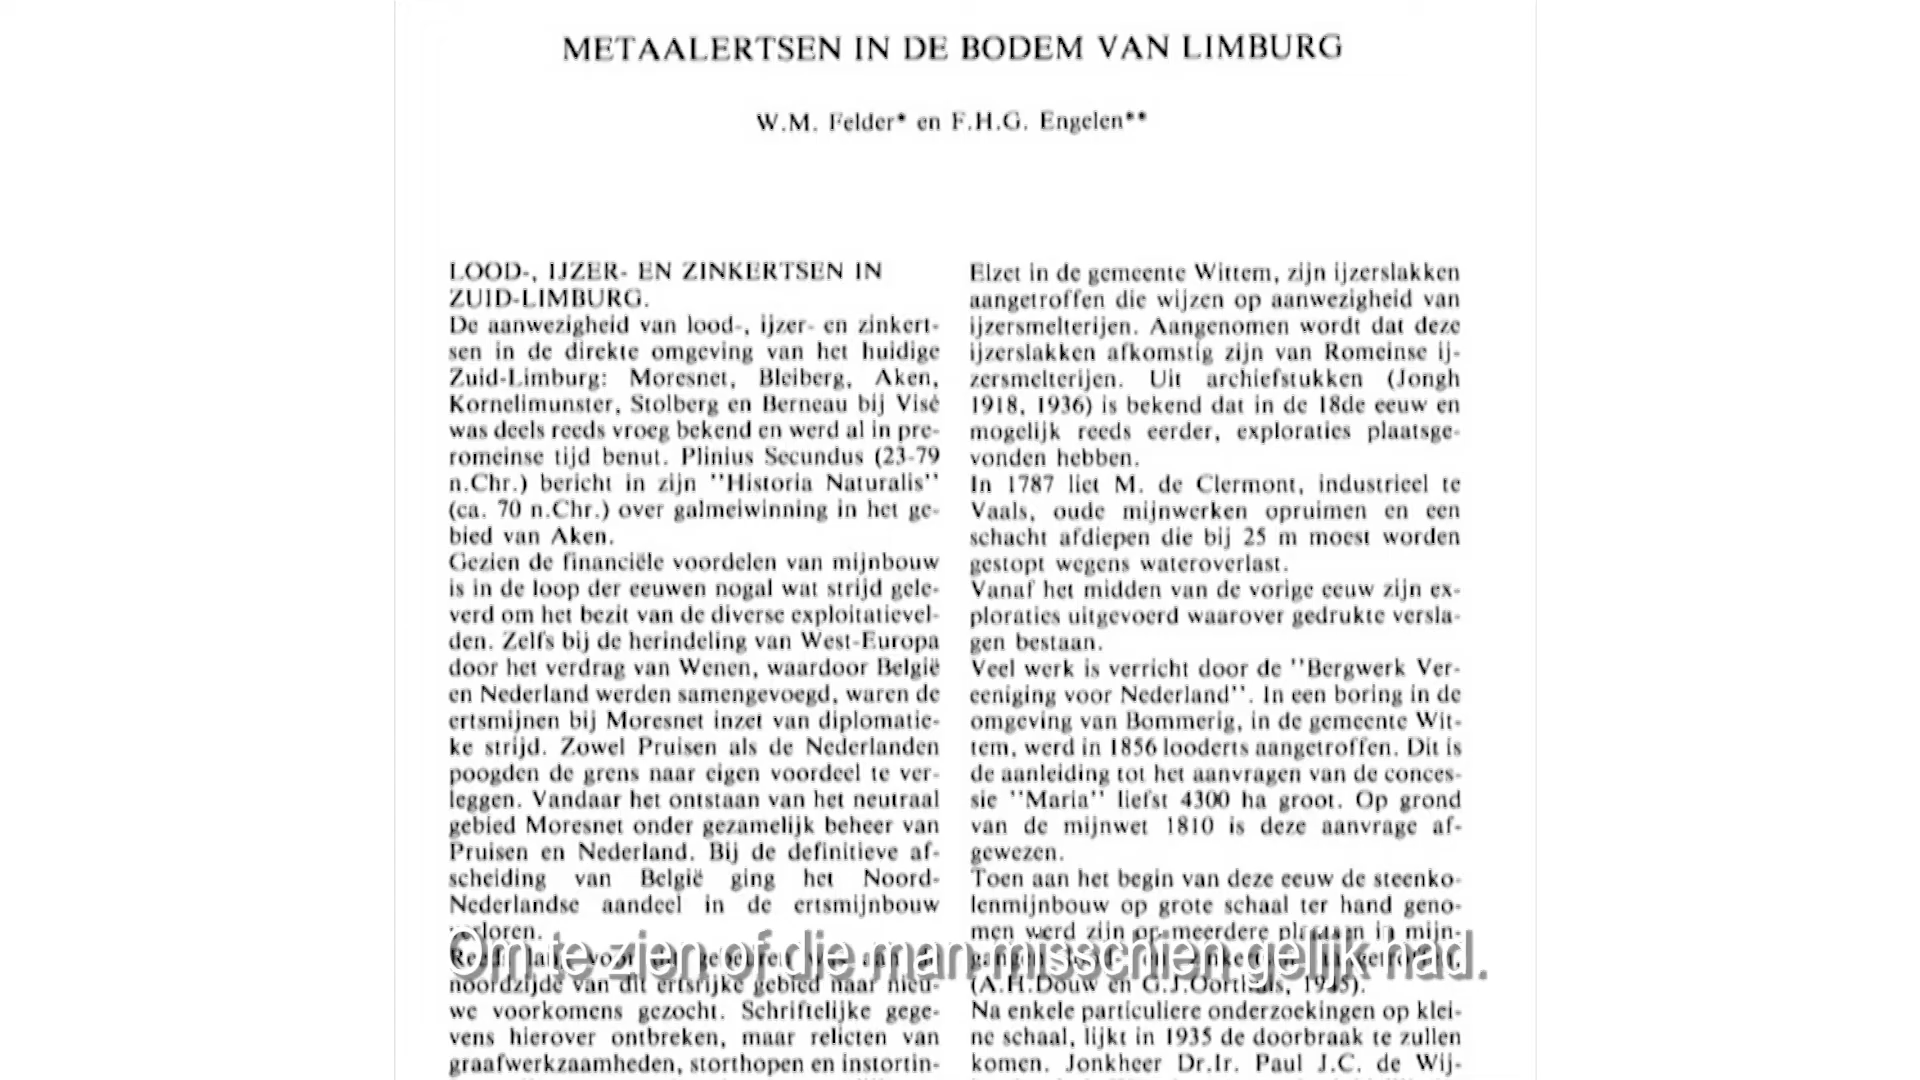 METAALERTSEN IN DE BODEM VAN LIMBURG
W.M. Felder* en F.H.G. Engelen**
LOOD-, IJZER- EN ZINKERTSEN IN
ZUID-LIMBURG.
De aanwezigheid van lood-, ijzer- en zinkert-
sen in de direkte omgeving van het huidige
Zuid-Limburg: Moresnet, Bleiberg, Aken,
Kornelimunster, Stolberg en Berneau bij Visé
was deels reeds vroeg bekend en werd al in pre-
romeinse tijd benut. Plinius Secundus (23-79
n.Chr.) bericht in zijn ''Historia Naturalis''
(ca. 70 n.Chr.) over galmeiwinning in het ge-
bied van Aken.
Gezien de financiële voordelen van mijnbouw
is in de loop der eeuwen nogal wat strijd gele-
verd om het bezit van de diverse exploitatievel-
den. Zelfs bij de herindeling van West-Europa
door het verdrag van Wenen, waardoor België
en Nederland werden samengevoegd, waren de
ertsmijnen bij Moresnet inzet van diplomatie-
ke strijd. Zowel Pruisen als de Nederlanden
poogden de grens naar eigen voordeel te ver-
leggen. Vandaar het ontstaan van het neutraal
gebied Moresnet onder gezamelijk beheer van
Pruisen en Nederland. Bij de definitieve af-
scheiding van België ging het Noord-
Nederlandse aandeel in de ertsmijnbouw
verloren.
noordzijde van dit ertsrijke gebied naar nieu-
we voorkomens gezocht. Schriftelijke gege-
vens hierover ontbreken, maar relicten van
graafwerkzaamheden, storthopen en instortin-
Elzet in de gemeente Wittem, zijn ijzerslakken
aangetroffen die wijzen op aanwezigheid van
ijzersmelterijen. Aangenomen wordt dat deze
ijzerslakken afkomstig zijn van Romeinse ij-
zersmelterijen. Uit archiefstukken (Jongh
1918, 1936) is bekend dat in de 18de eeuw en
mogelijk reeds eerder, exploraties plaatsge-
vonden hebben.
In 1787 liet M. de Clermont, industrieel te
Vaals, oude mijnwerken opruimen en een
schacht afdiepen die bij 25 m moest worden
gestopt wegens wateroverlast.
Vanaf het midden van de vorige eeuw zijn ex-
ploraties uitgevoerd waarover gedrukte versla-
gen bestaan.
Veel werk is verricht door de ''Bergwerk Ver-
eeniging voor Nederland''. In een boring in de
omgeving van Bommerig, in de gemeente Wit-
tem, werd in 1856 looderts aangetroffen. Dit is
de aanleiding tot het aanvragen van de conces-
sie ''Maria'' liefst 4300 ha groot. Op grond
van de mijnwet 1810 is deze aanvrage af-
gewezen.
Toen aan het begin van deze eeuw de steenko-
lenmijnbouw op grote schaal ter hand geno-
men werd zijn op meerdere plaatsen in mijn-
(A.H.Douw en G.J.Oorthuis, 1945).
Na enkele particuliere onderzoekingen op klei-
ne schaal, lijkt in 1935 de doorbraak te zullen
komen. Jonkheer Dr.Ir. Paul J.C. de Wij-
Om te zien of die man misschien gelijk had.